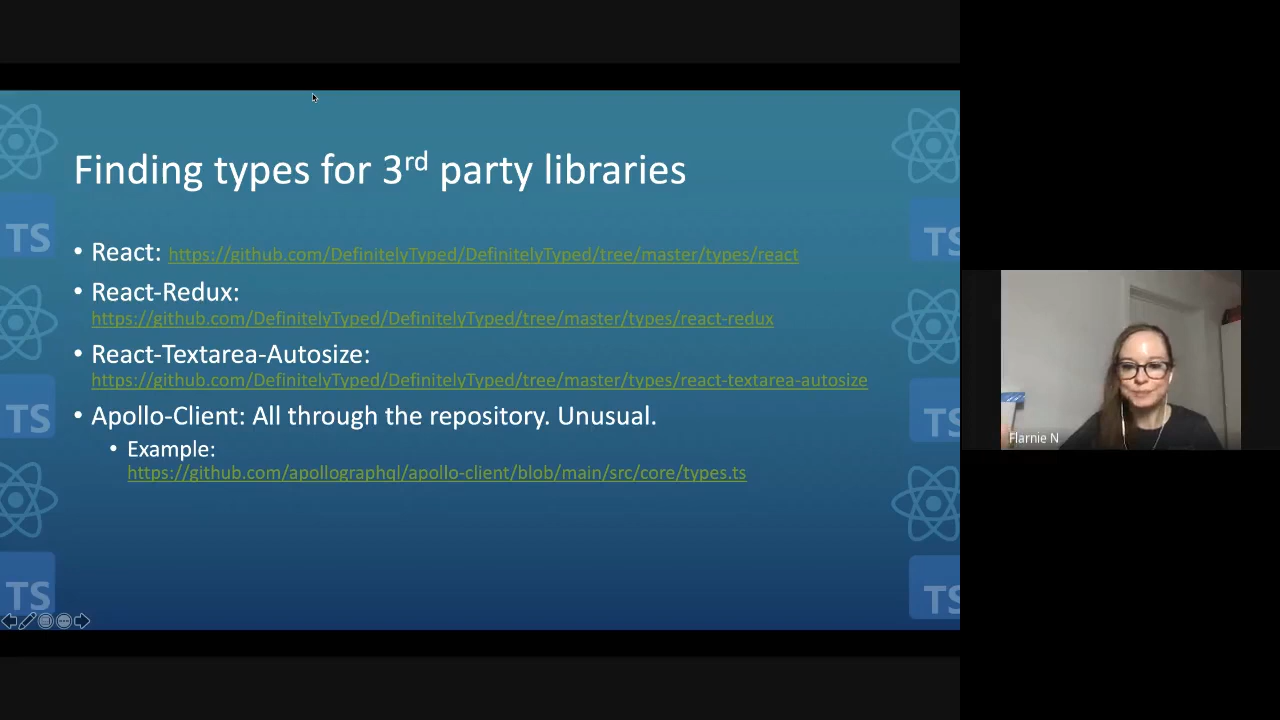 Finding types for 3rd party libraries
• React: https://github.com/DefinitelyTyped/DefinitelyTyped/tree/master/types/react
• React-Redux:
https://github.com/DefinitelyTyped/DefinitelyTyped/tree/master/types/react-redux
• React-Textarea-Autosize:
https://github.com/DefinitelyTyped/DefinitelyTyped/tree/master/types/react-textarea-autosize
• Apollo-Client: All through the repository. Unusual.
• Example:
https://github.com/apollographql/apollo-client/blob/main/src/core/types.ts
TS
TS
TS
TS
TS
TS
Flarnie N